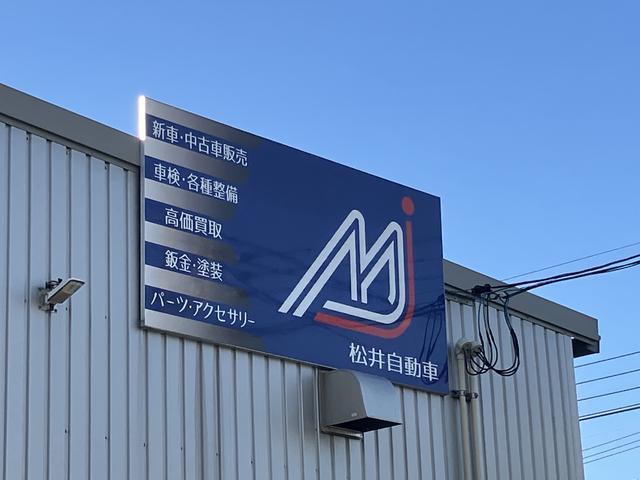 新車・中古車販売
車検・各種整備
高価買取
鈑金・塗装
パーツ・アクセサリー
MJ
松井自動車